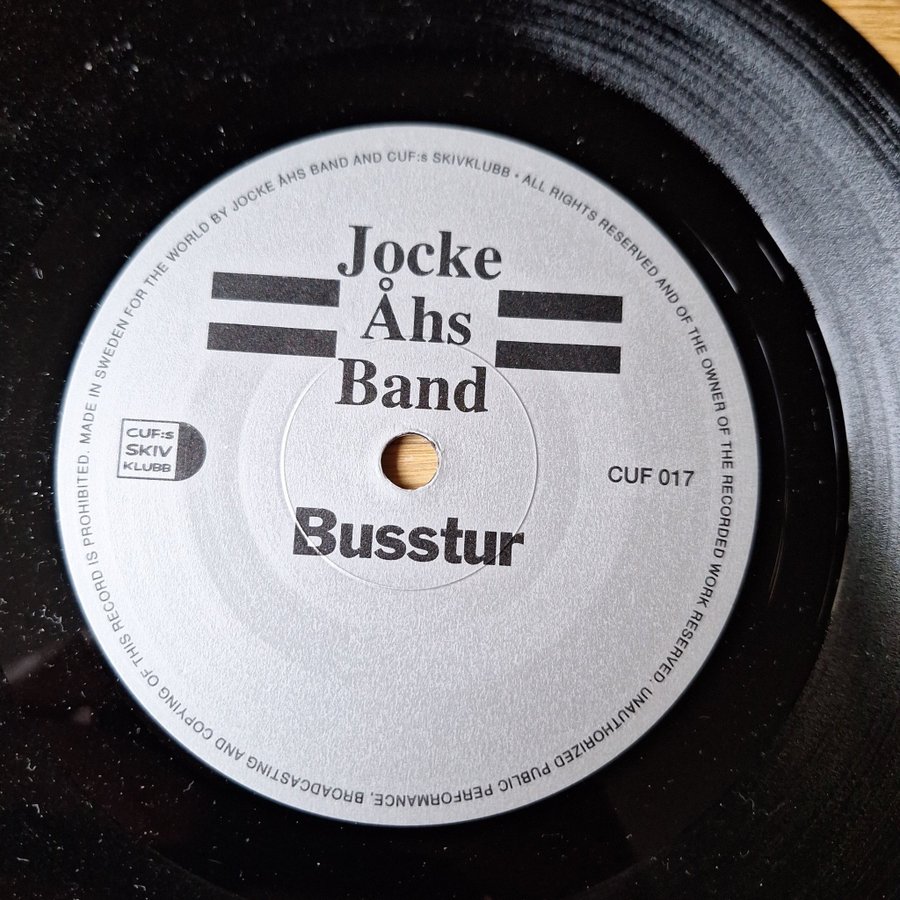 Jocke
Åhs
Band
CUF:s
SKIV
KLUBB
CUF 017
Busstur
MADE IN SWEDEN FOR THE WORLD BY JOCKE ÅHS BAND AND CUF:s SKIVKLUBB • ALL RIGHTS RESERVED AND OF THE OWNER OF THE RECORDED WORK RESERVED. UNAUTHORIZED PUBLIC PERFORMANCE, BROADCASTING AND COPYING OF THIS RECORD IS PROHIBITED.